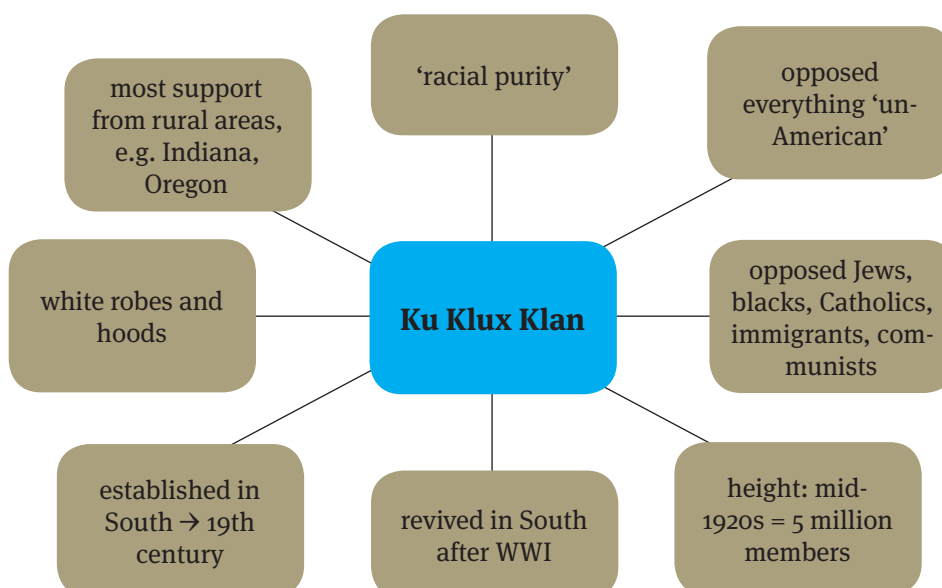 ‘racial purity’
opposed
everything ‘un-
American’
most support
from rural areas,
e.g. Indiana,
Oregon
white robes and
hoods
Ku Klux Klan
opposed Jews,
blacks, Catholics,
immigrants, com-
munists
established in
South → 19th
century
revived in South
after WWI
height: mid-
1920s = 5 million
members